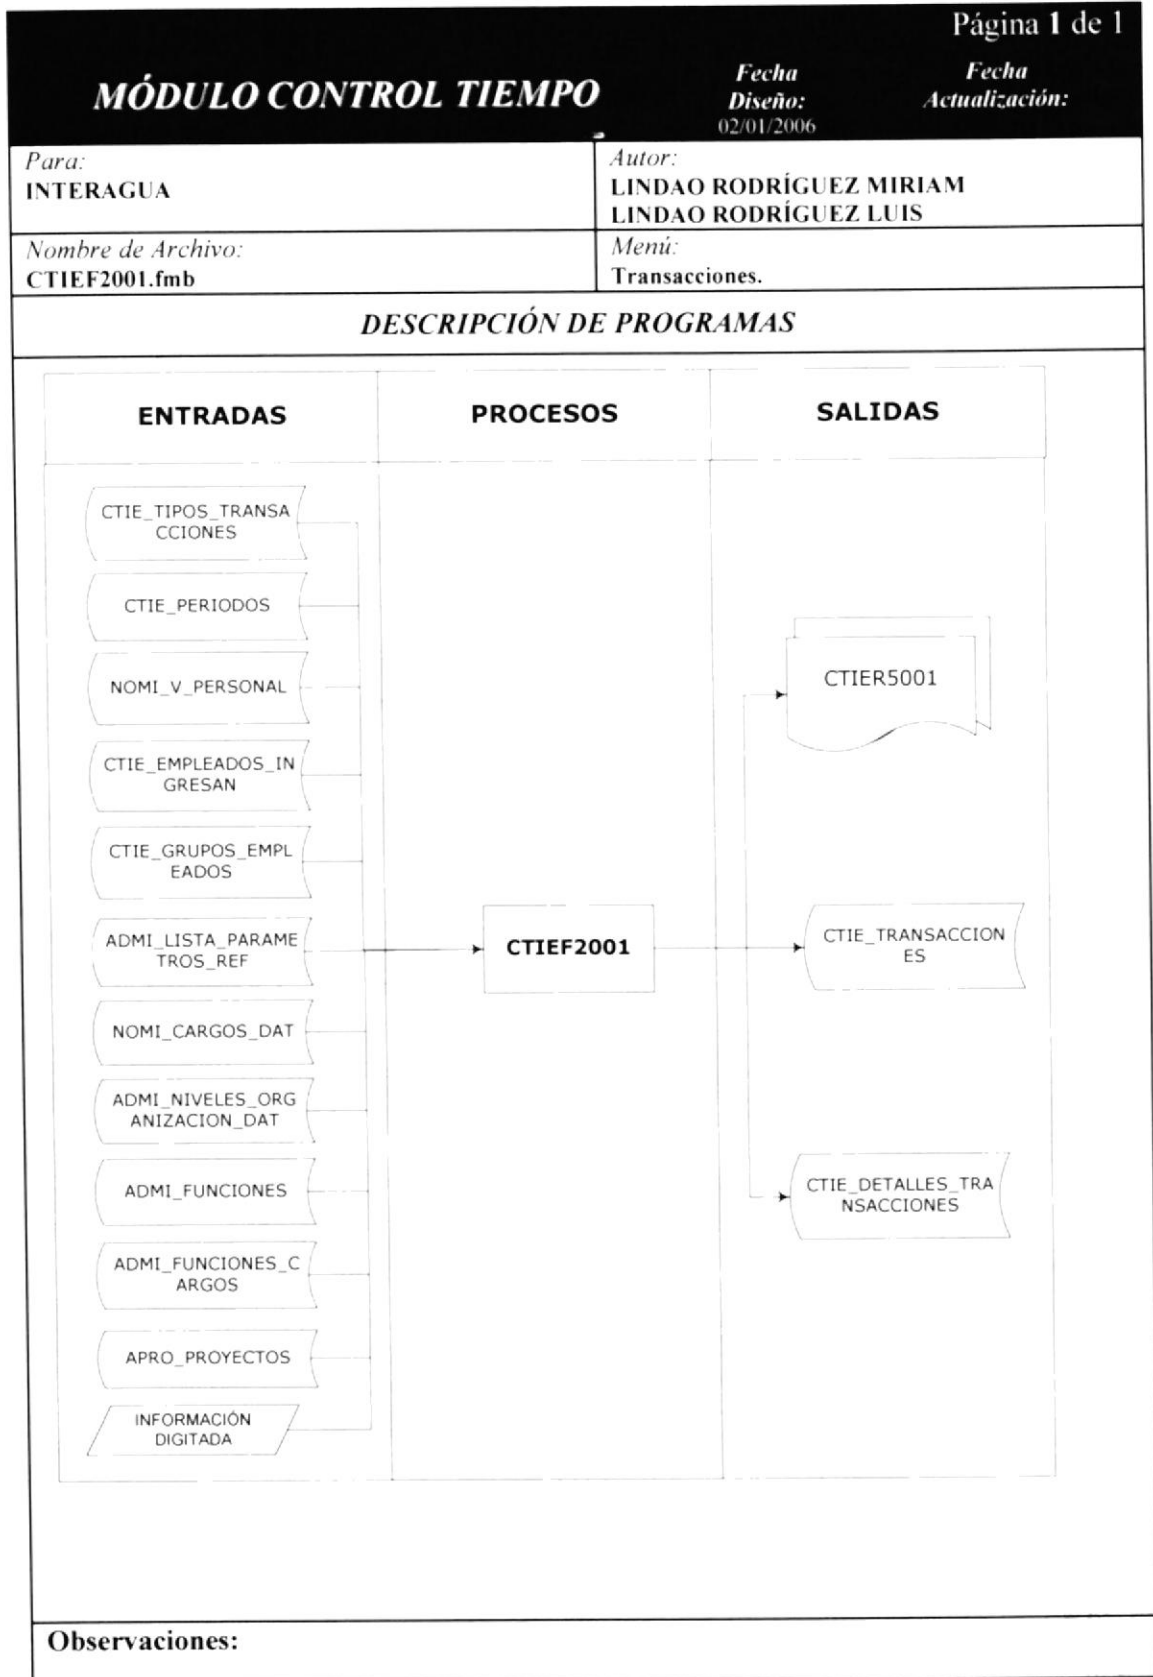 Página 1 de 1
MÓDULO CONTROL TIEMPO
Fecha
Diseño:
02/01/2006
Fecha
Actualización:
Para:
INTERAGUA
Autor:
LINDAO RODRÍGUEZ MIRIAM
LINDAO RODRÍGUEZ LUIS
Nombre de Archivo:
CTIEF2001.fmb
Menú:
Transacciones.
DESCRIPCIÓN DE PROGRAMAS
ENTRADAS
PROCESOS
SALIDAS
CTIE_TIPOS_TRANSA
CCIONES
CTIE_PERIODOS
NOMI_V_PERSONAL
CTIE_EMPLEADOS_IN
GRESAN
CTIE_GRUPOS_EMPL
EADOS
ADMI_LISTA_PARAME
TROS_REF
NOMI_CARGOS_DAT
ADMI_NIVELES_ORG
ANIZACION_DAT
ADMI_FUNCIONES
ADMI_FUNCIONES_C
ARGOS
APRO_PROYECTOS
INFORMACIÓN
DIGITADA
CTIEF2001
CTIER5001
CTIE_TRANSACCION
ES
CTIE_DETALLES_TRA
NSACCIONES
Observaciones: